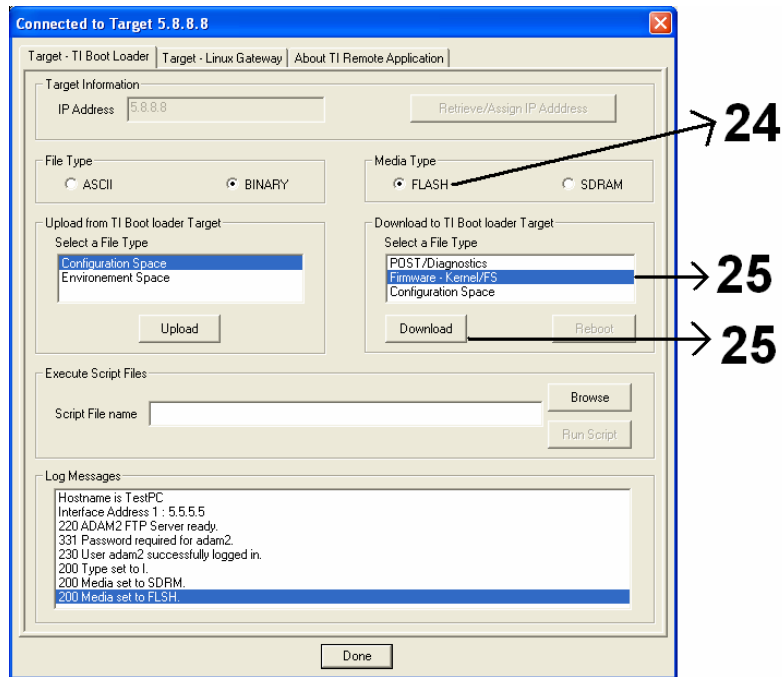 Connected to Target 5.8.8.8
Target - TI Boot Loader Target - Linux Gateway About TI Remote Application
Target Information
IP Address 5.8.8.8 Retrieve/Assign IP Adddress
24
File Type Media Type
ASCII BINARY FLASH SDRAM
Upload from TI Boot loader Target
Select a File Type
Configuration Space
Environement Space
Upload
Download to TI Boot loader Target
Select a File Type
POST/Diagnostics
Firmware - Kernel/FS
Configuration Space
25
Download Reboot
25
Execute Script Files
Script File name Browse
Run Script
Log Messages
Hostname is TestPC
Interface Address 1 : 5.5.5.5
220 ADAM2 FTP Server ready.
331 Password required for adam2.
230 User adam2 successfully logged in.
200 Type set to I.
200 Media set to SDRM.
200 Media set to FLSH.
Done